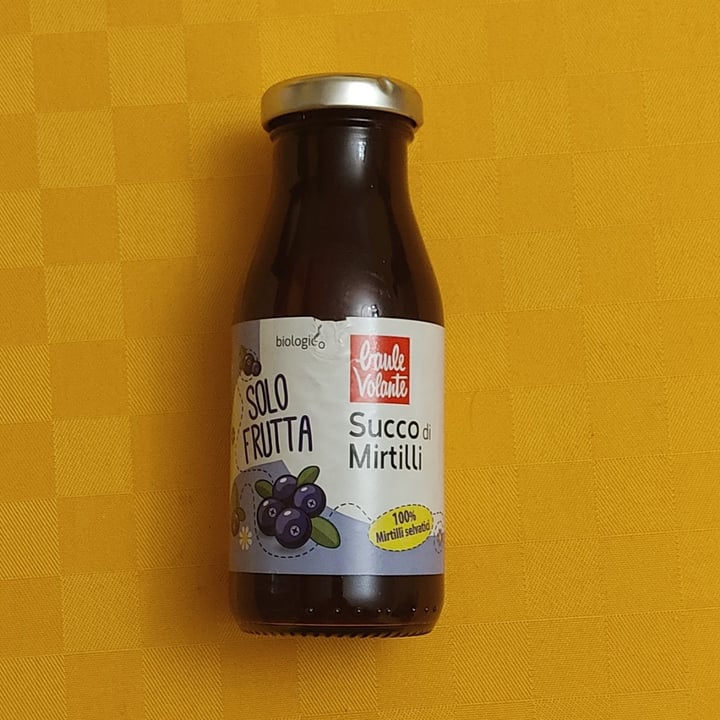 biologico
baule
Volante
SOLO
FRUTTA
Succo di
Mirtilli
100%
Mirtilli selvatici